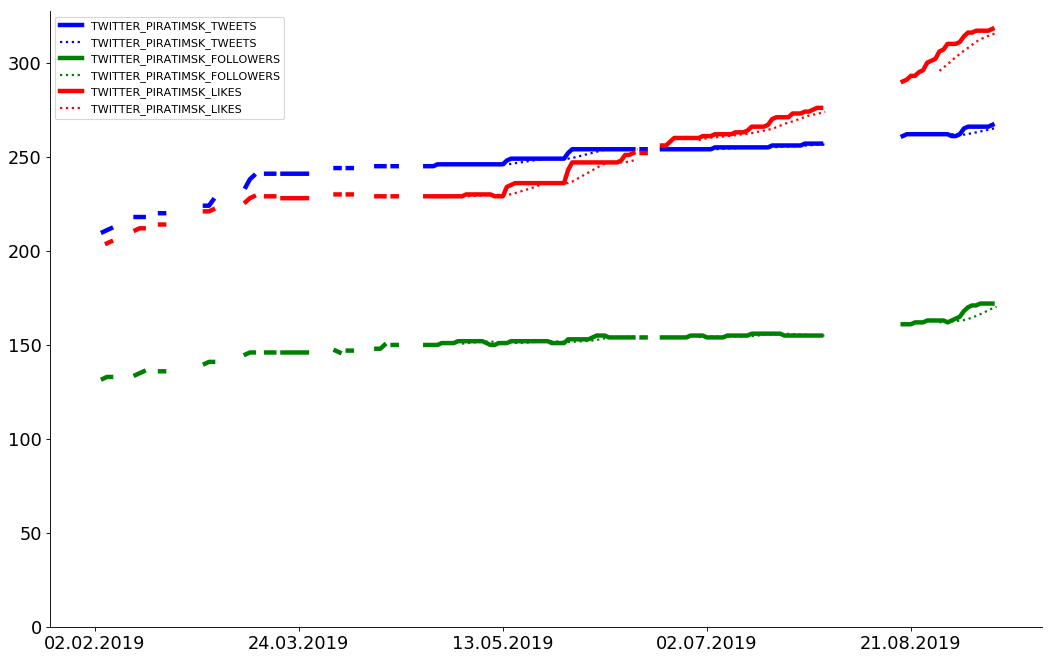 TWITTER_PIRATIMSK_TWEETS
TWITTER_PIRATIMSK_TWEETS
TWITTER_PIRATIMSK_FOLLOWERS
TWITTER_PIRATIMSK_FOLLOWERS
TWITTER_PIRATIMSK_LIKES
TWITTER_PIRATIMSK_LIKES
300
250
200
150
100
50
0
02.02.2019 24.03.2019 13.05.2019 02.07.2019 21.08.2019